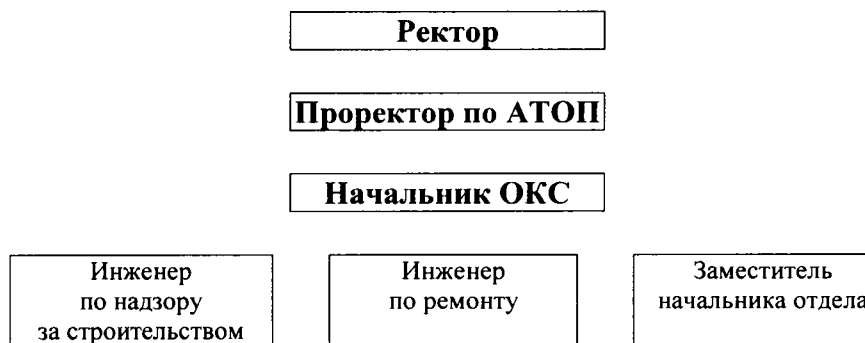 Ректор
Проректор по АТОП
Начальник ОКС
Инженер
по надзору
за строительством
Инженер
по ремонту
Заместитель
начальника отдела